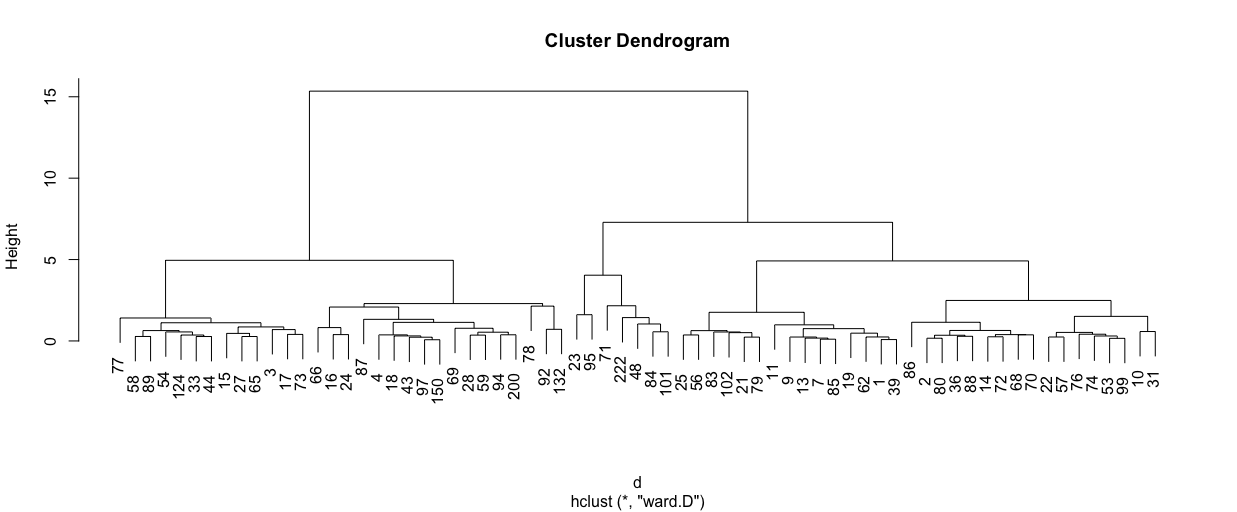 Cluster Dendrogram
Height
15
10
5
0
77 58 89 54 124 33 44 15 27 65 3 17 73 66 16 24 87 4 18 43 97 150 69 28 59 94 200 78 92 132 23 95 71 222 48 84 101 25 56 83 102 21 79 11 9 13 7 85 19 62 1 39 86 2 80 36 88 14 72 68 70 22 57 76 74 53 99 10 31
d
hclust (*, "ward.D")